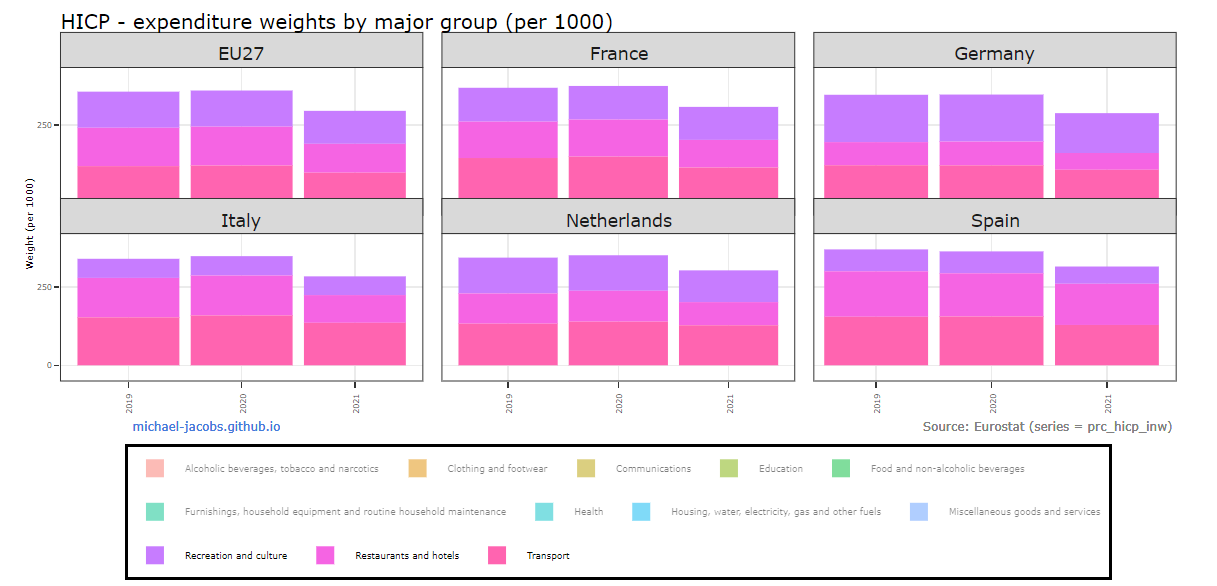 HICP - expenditure weights by major group (per 1000)
EU27 France Germany
250
Italy Netherlands Spain
Weight (per 1000)
250
0
2019 2020 2021 2019 2020 2021 2019 2020 2021
michael-jacobs.github.io Source: Eurostat (series = prc_hicp_inw)
Alcoholic beverages, tobacco and narcotics Clothing and footwear Communications Education Food and non-alcoholic beverages
Furnishings, household equipment and routine household maintenance Health Housing, water, electricity, gas and other fuels Miscellaneous goods and services
Recreation and culture Restaurants and hotels Transport